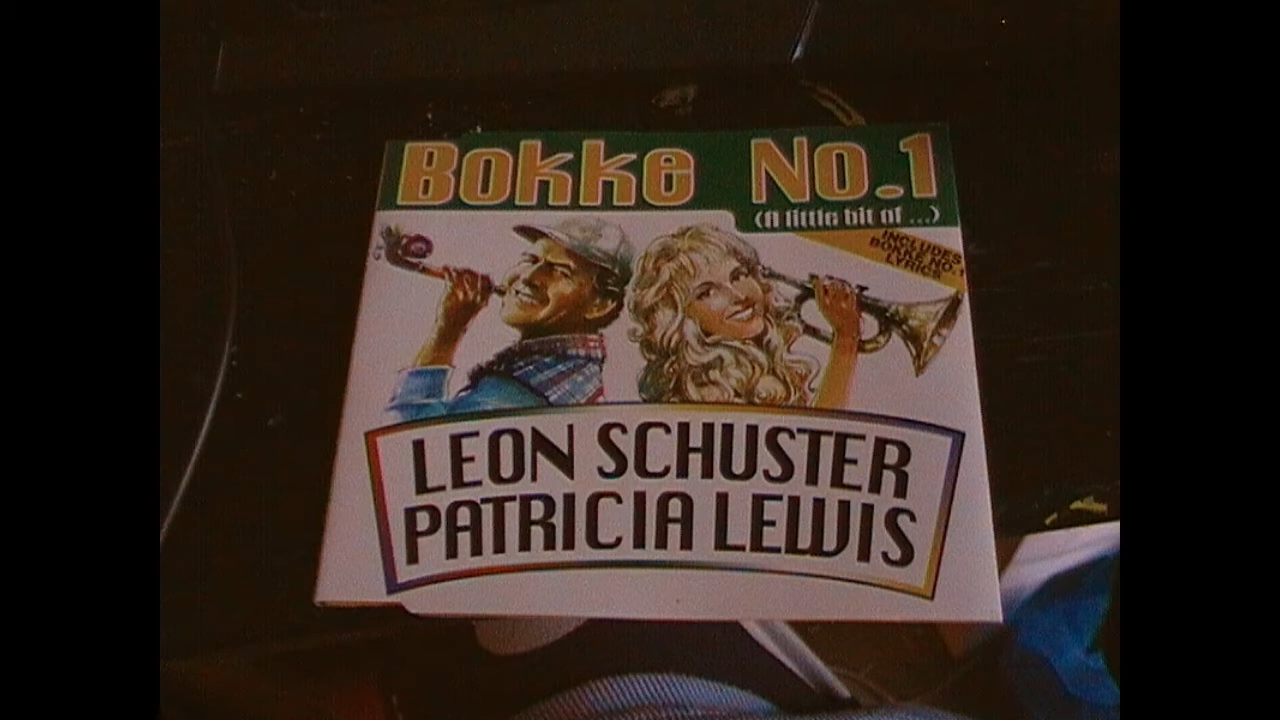 Bokke No.1
(A little bit of ...)
INCLUDES
BOKKE NO.1
LYRICS
LEON SCHUSTER
PATRICIA LEWIS